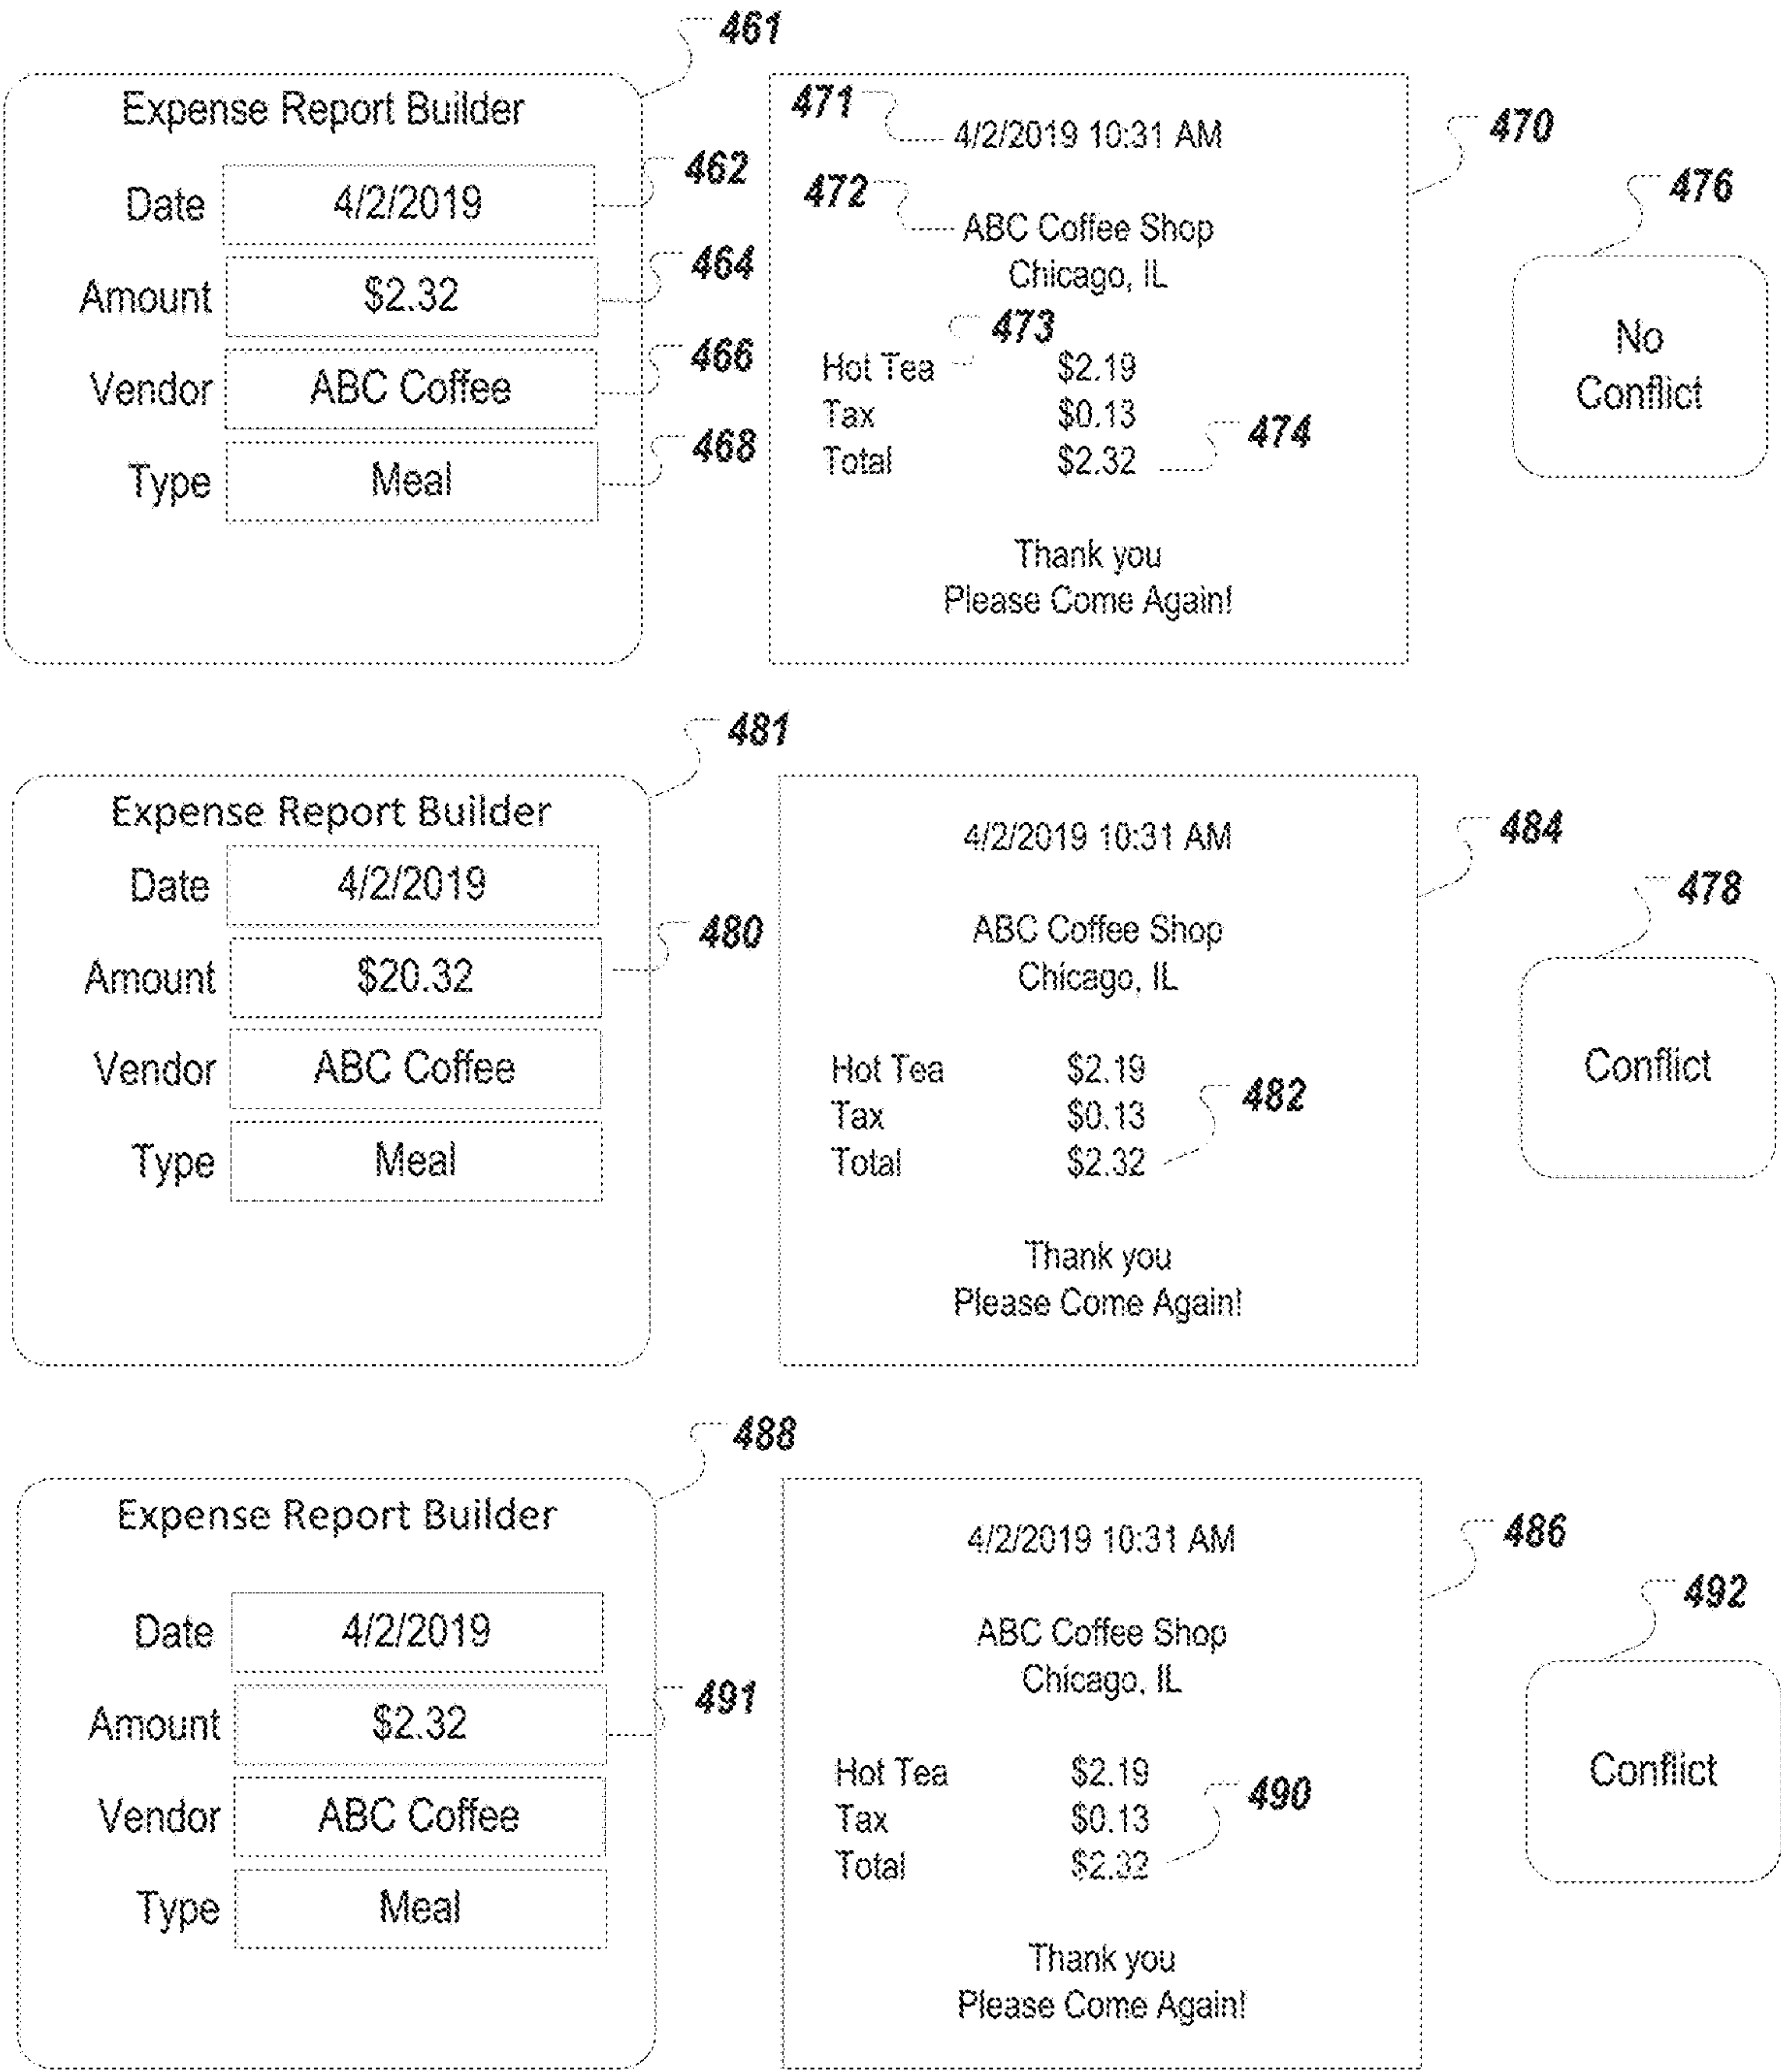 461
Expense Report Builder
Date 4/2/2019 462
Amount $2.32 464
Vendor ABC Coffee 466
Type Meal 468
471 4/2/2019 10:31 AM 470
472 ABC Coffee Shop
Chicago, IL
473
Hot Tea $2.19
Tax $0.13
Total $2.32 474
Thank you
Please Come Again!
476
No
Conflict
481
Expense Report Builder
Date 4/2/2019
Amount $20.32 480
Vendor ABC Coffee
Type Meal
4/2/2019 10:31 AM 484
ABC Coffee Shop
Chicago, IL
Hot Tea $2.19
Tax $0.13 482
Total $2.32
Thank you
Please Come Again!
478
Conflict
488
Expense Report Builder
Date 4/2/2019
Amount $2.32 491
Vendor ABC Coffee
Type Meal
4/2/2019 10:31 AM 486
ABC Coffee Shop
Chicago, IL
Hot Tea $2.19
Tax $0.13 490
Total $2.32
Thank you
Please Come Again!
492
Conflict